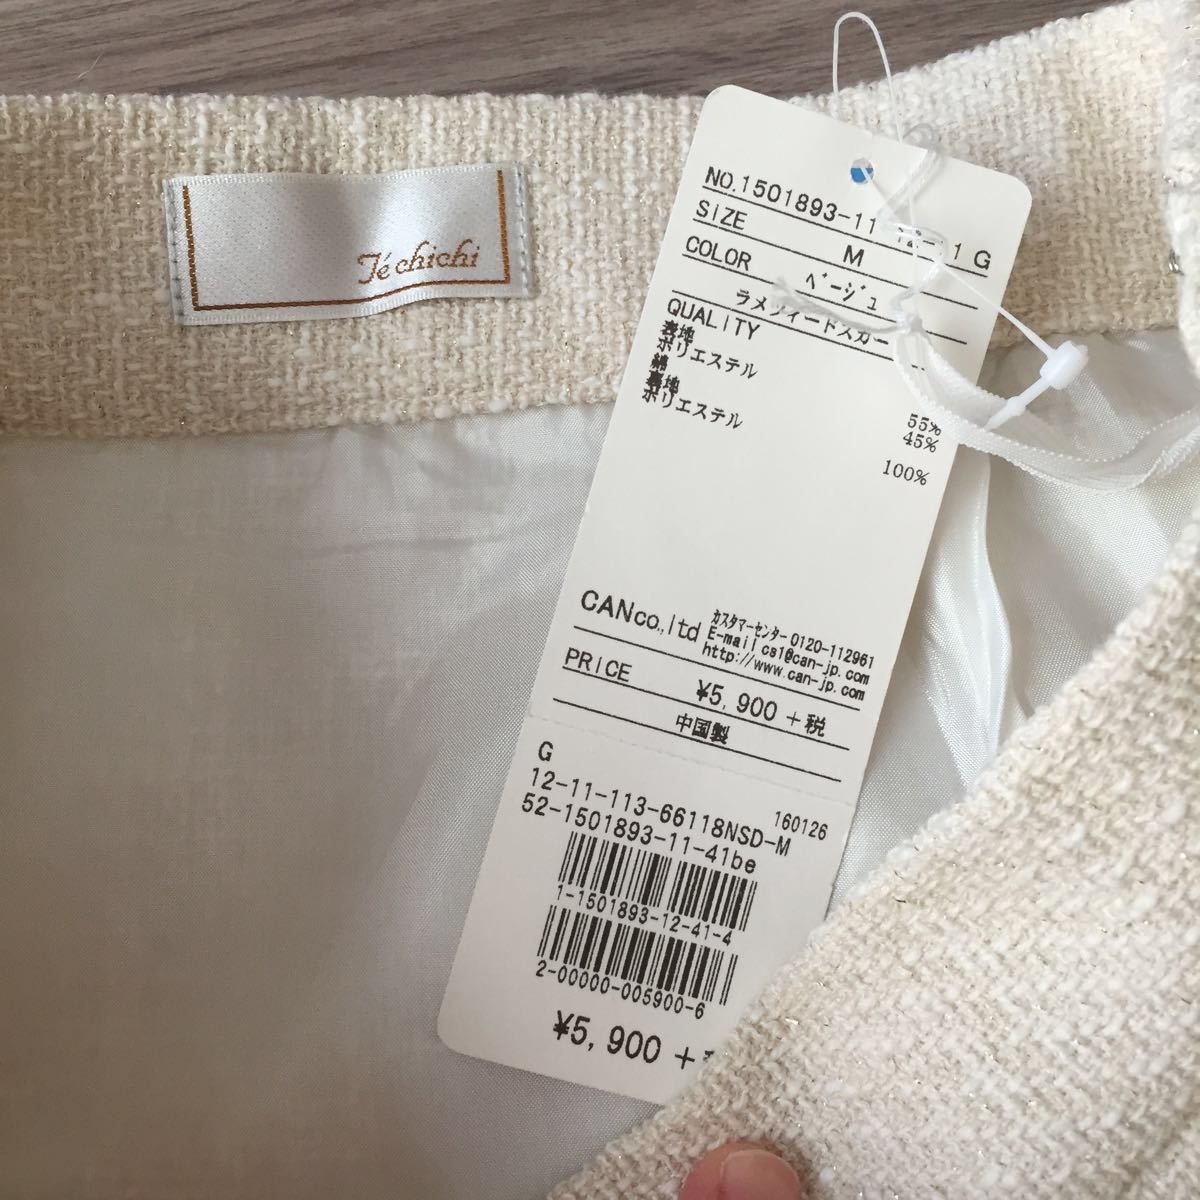 Té chichi
NO.1501893-11 1 G
SIZE M
COLOR ベージュ
ラメツイードスカー
QUALITY
表地
ポリエステル 55%
綿 45%
裏地
ポリエステル 100%
CANco.,ltd
カスタマーセンター 0120-112961
E-mail cs1@can-jp.com
http://www.can-jp.com
PRICE ¥5,900 +税
中国製
G
12-11-113-66118NSD-M 160126
52-1501893-11-41be
1-1501893-12-41-4
2-00000-005900-6
¥5,900 +